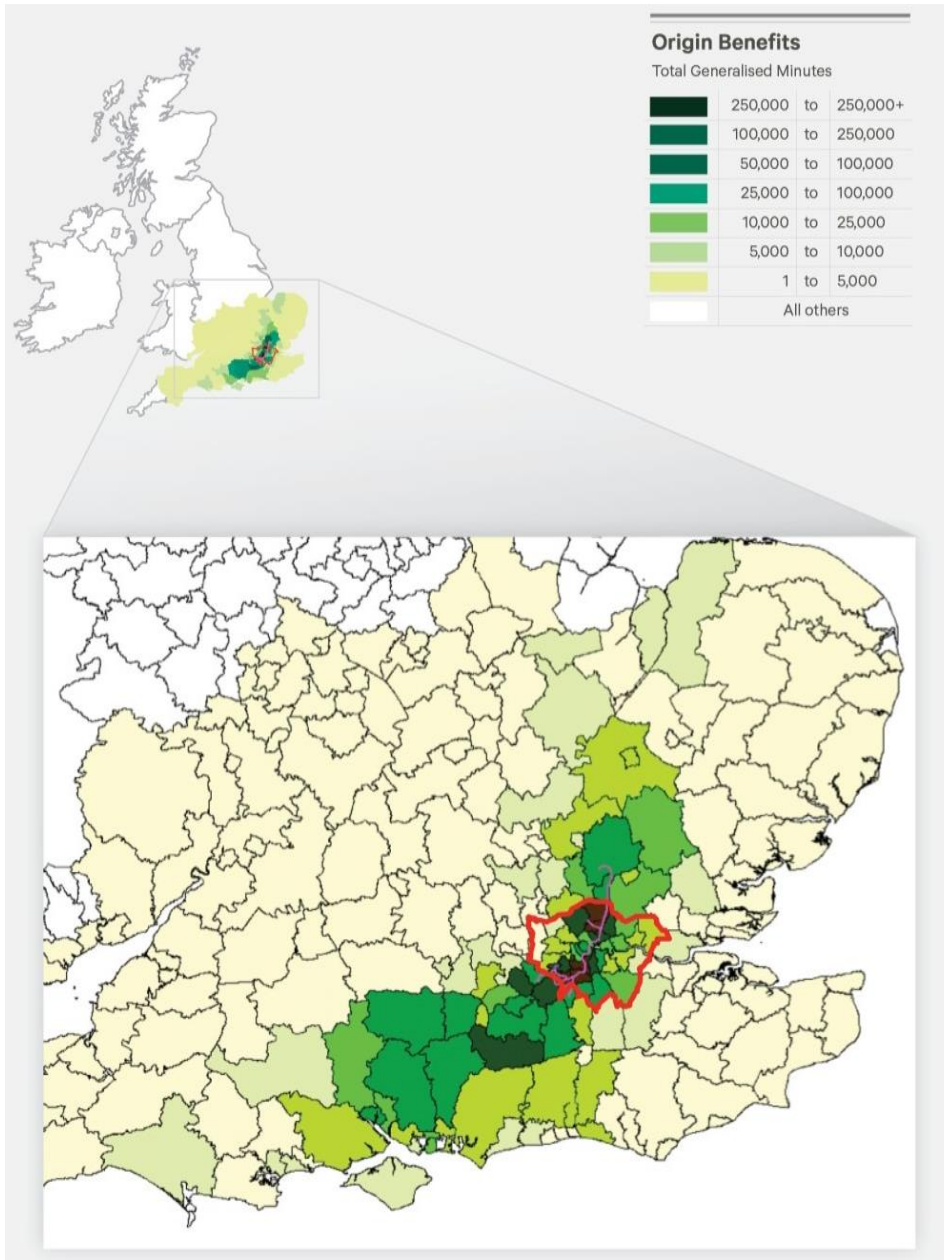 Origin Benefits
Total Generalised Minutes
250,000 to 250,000+
100,000 to 250,000
50,000 to 100,000
25,000 to 100,000
10,000 to 25,000
5,000 to 10,000
1 to 5,000
All others